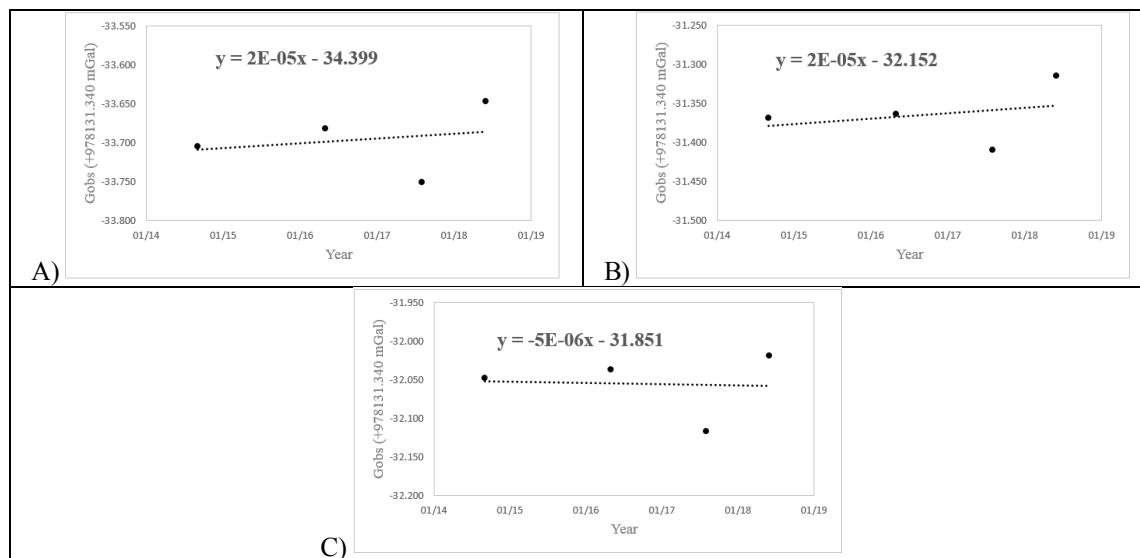 y = 2E-05x - 34.399
Gobs (+978131.340 mGal)
-33.550
-33.600
-33.650
-33.700
-33.750
-33.800
01/14 01/15 01/16 01/17 01/18 01/19
Year
A)
y = 2E-05x - 32.152
Gobs (+978131.340 mGal)
-31.250
-31.300
-31.350
-31.400
-31.450
-31.500
01/14 01/15 01/16 01/17 01/18 01/19
Year
B)
y = -5E-06x - 31.851
Gobs (+978131.340 mGal)
-31.950
-32.000
-32.050
-32.100
-32.150
-32.200
01/14 01/15 01/16 01/17 01/18 01/19
Year
C)